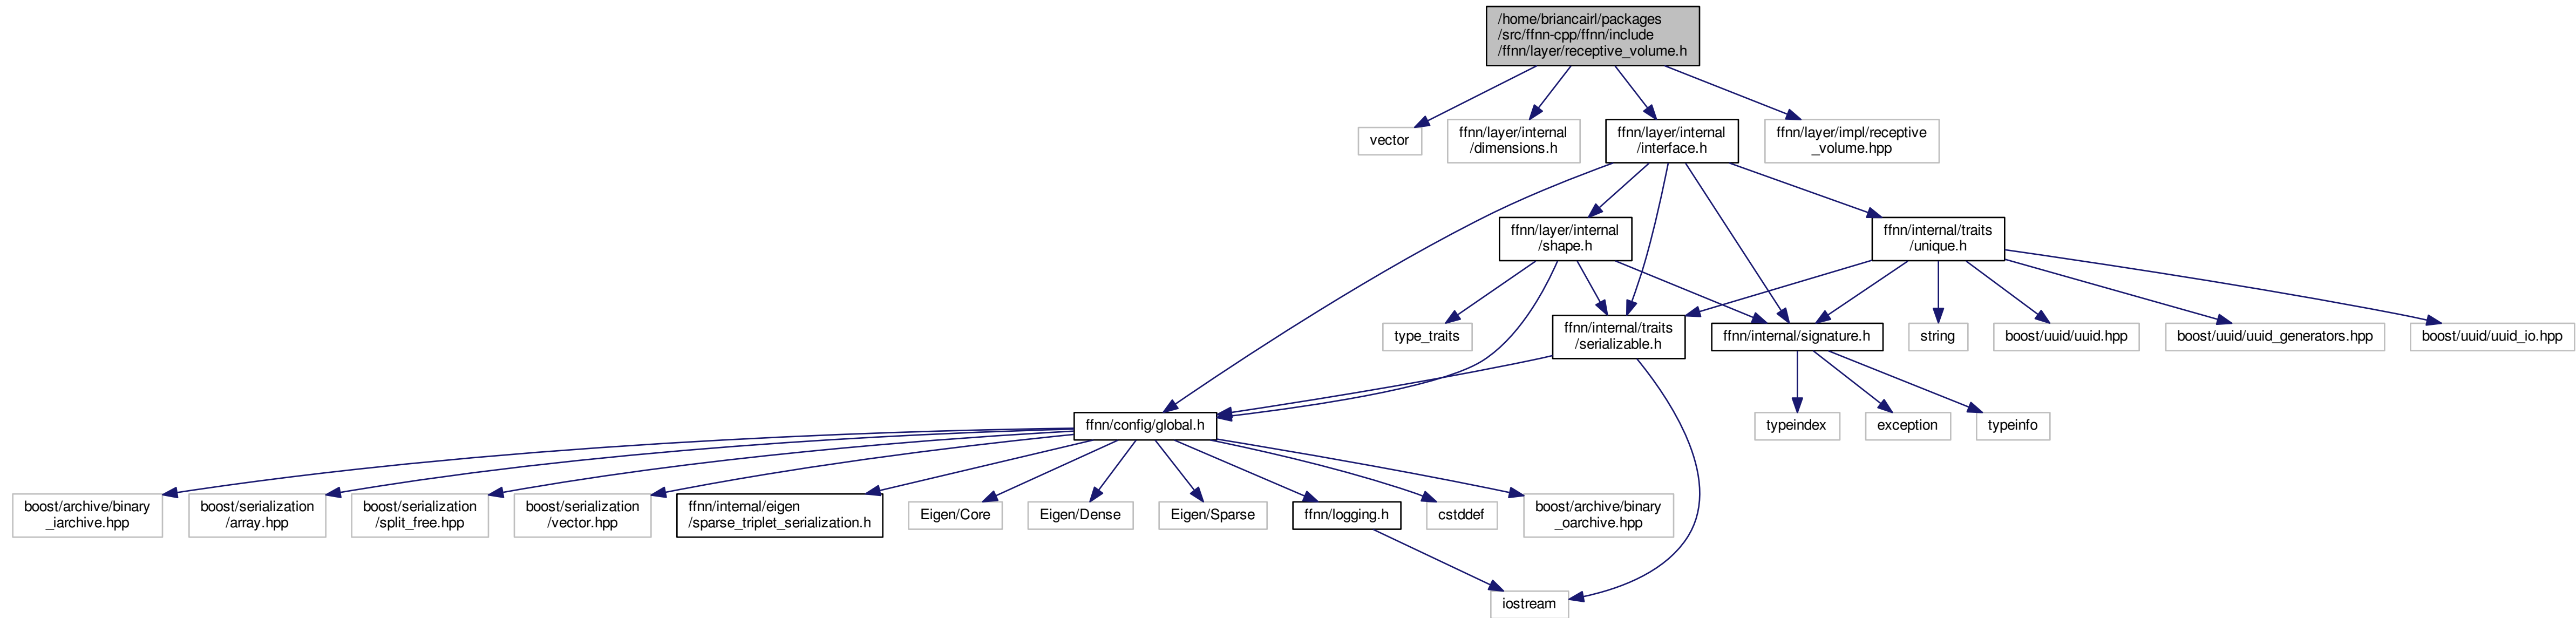 /home/briancairl/packages
/src/ffnn-cpp/ffnn/include
/ffnn/layer/receptive_volume.h
vector
ffnn/layer/internal
/dimensions.h
ffnn/layer/internal
/interface.h
ffnn/layer/impl/receptive
_volume.hpp
ffnn/layer/internal
/shape.h
ffnn/internal/traits
/unique.h
type_traits
ffnn/internal/traits
/serializable.h
ffnn/internal/signature.h
string
boost/uuid/uuid.hpp
boost/uuid/uuid_generators.hpp
boost/uuid/uuid_io.hpp
ffnn/config/global.h
typeindex
exception
typeinfo
boost/archive/binary
_iarchive.hpp
boost/serialization
/array.hpp
boost/serialization
/split_free.hpp
boost/serialization
/vector.hpp
ffnn/internal/eigen
/sparse_triplet_serialization.h
Eigen/Core
Eigen/Dense
Eigen/Sparse
ffnn/logging.h
cstddef
boost/archive/binary
_oarchive.hpp
iostream